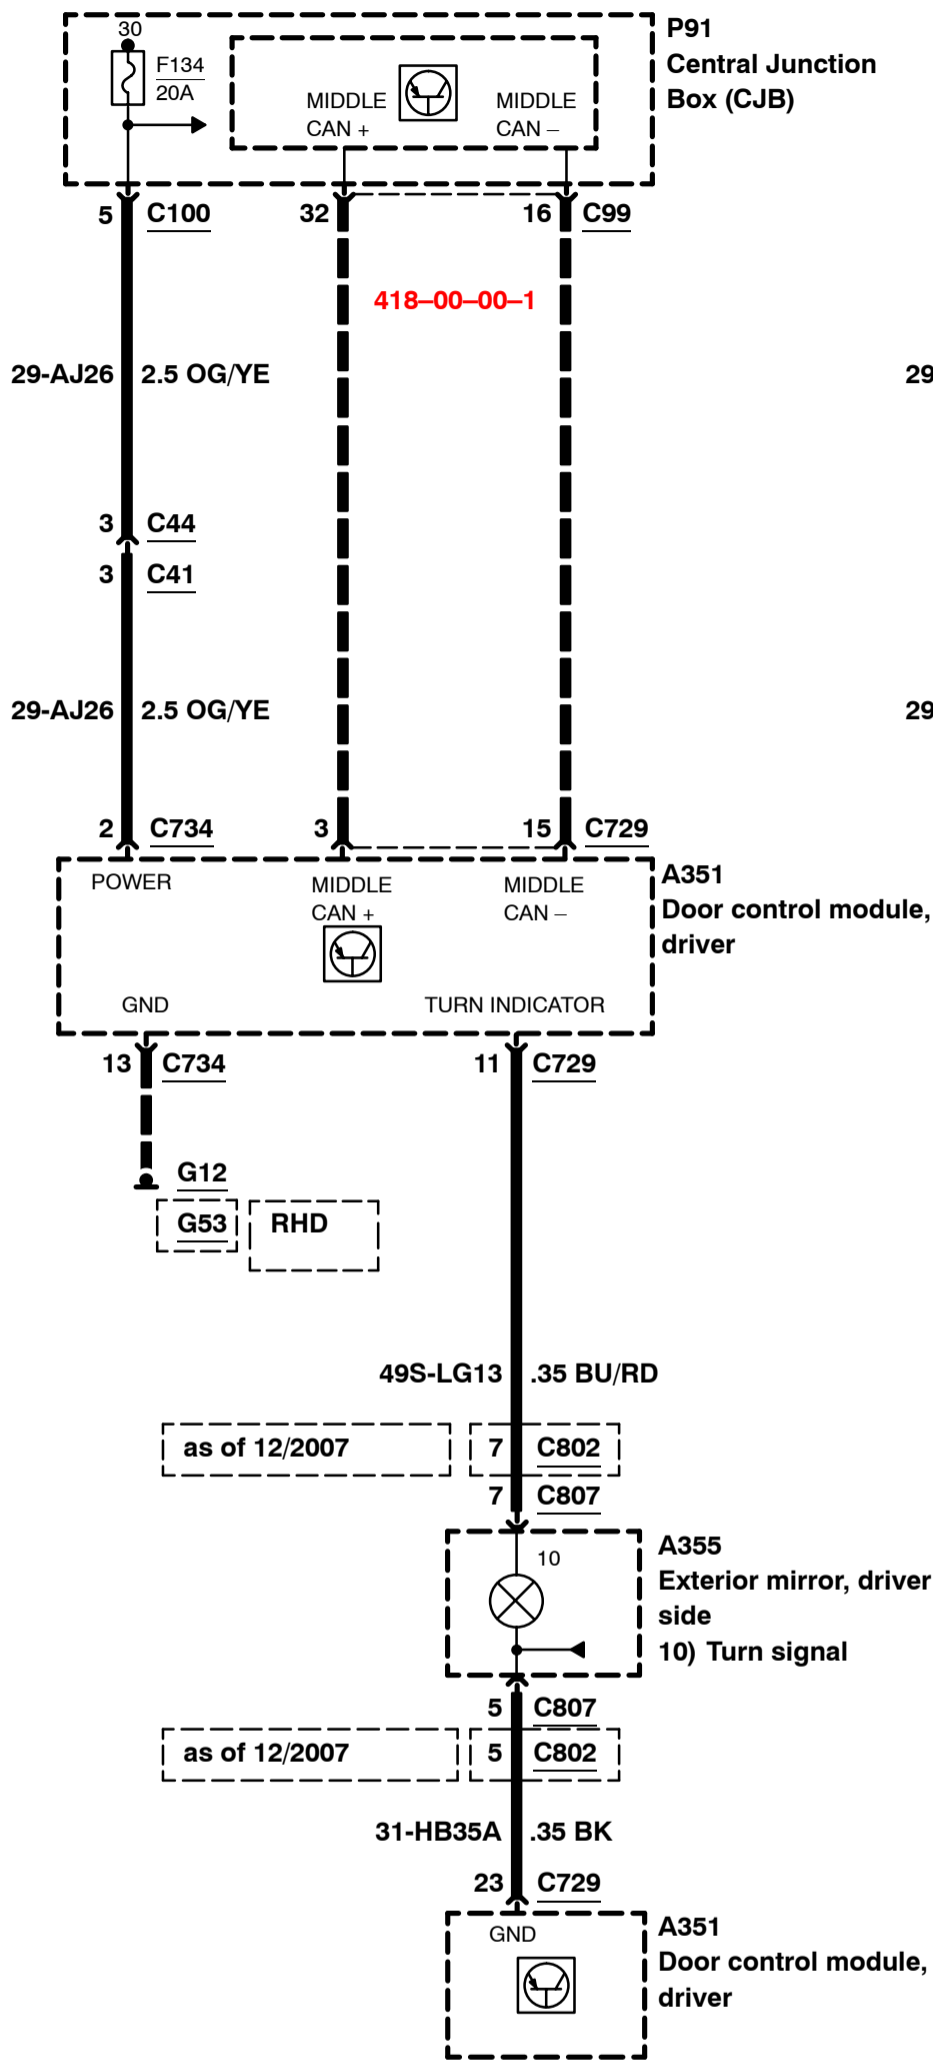 30
F134
20A
MIDDLE
CAN +
MIDDLE
CAN –
P91
Central Junction
Box (CJB)
5 C100
32
16 C99
418–00–00–1
29-AJ26 2.5 OG/YE
29
3 C44
3 C41
29-AJ26 2.5 OG/YE
29
2 C734
3
15 C729
POWER
MIDDLE
CAN +
MIDDLE
CAN –
GND
TURN INDICATOR
A351
Door control module,
driver
13 C734
11 C729
G12
G53 RHD
49S-LG13 .35 BU/RD
as of 12/2007 7 C802
7 C807
10
A355
Exterior mirror, driver
side
10) Turn signal
5 C807
as of 12/2007 5 C802
31-HB35A .35 BK
23 C729
GND
A351
Door control module,
driver